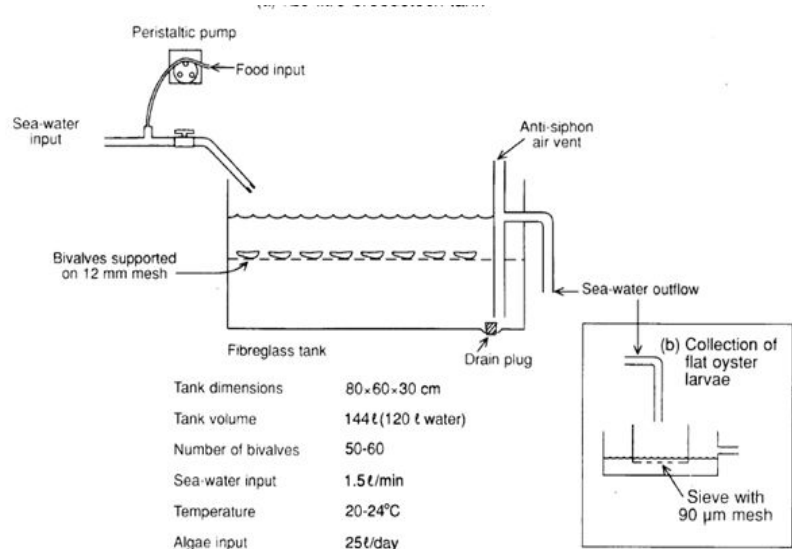 Peristaltic pump
Food input
Sea-water
input
Anti-siphon
air vent
Bivalves supported
on 12 mm mesh
Sea-water outflow
Fibreglass tank
Drain plug
(b) Collection of
flat oyster
larvae
Sieve with
90 µm mesh
Tank dimensions 80×60×30 cm
Tank volume 144ℓ(120 ℓ water)
Number of bivalves 50-60
Sea-water input 1.5ℓ/min
Temperature 20-24°C
Algae input 25ℓ/day